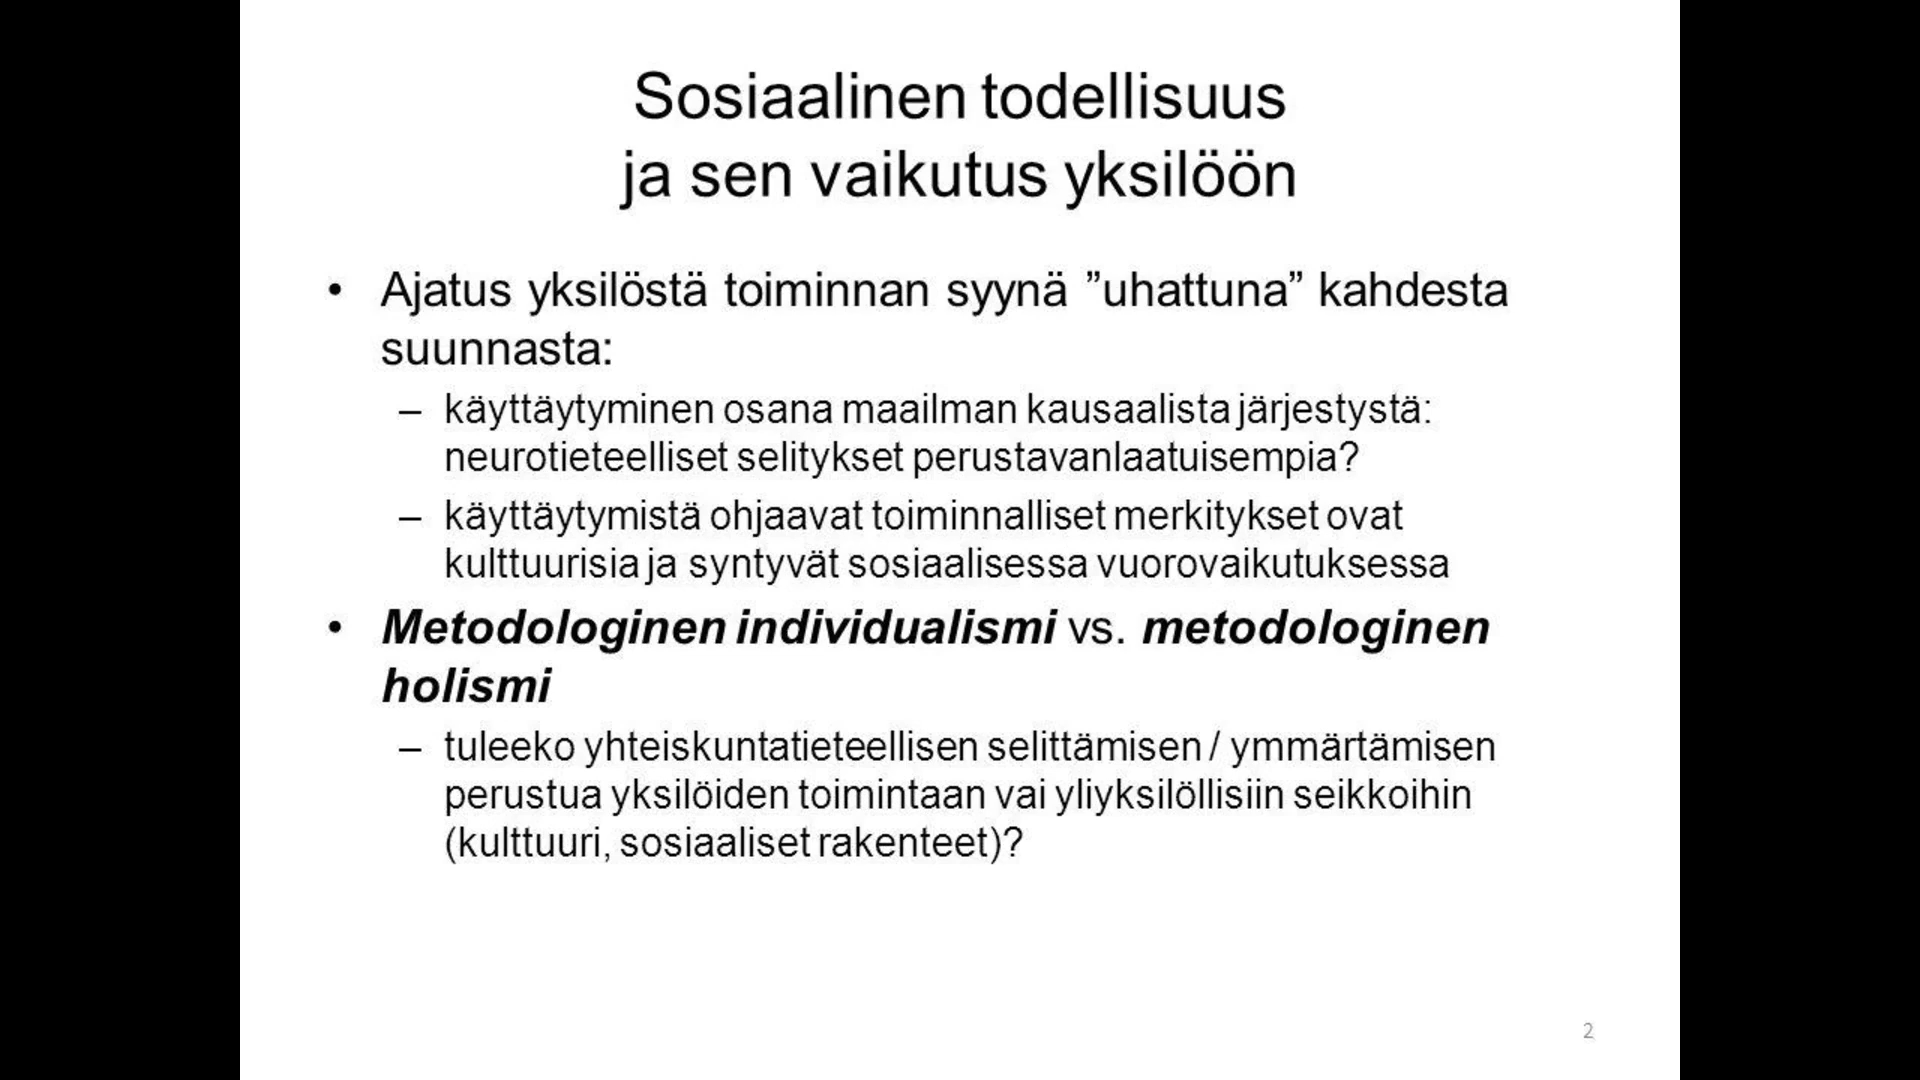 Sosiaalinen todellisuus
ja sen vaikutus yksilöön
• Ajatus yksilöstä toiminnan syynä ”uhattuna” kahdesta
suunnasta:
– käyttäytyminen osana maailman kausaalista järjestystä:
neurotieteelliset selitykset perustavanlaatuisempia?
– käyttäytymistä ohjaavat toiminnalliset merkitykset ovat
kulttuurisia ja syntyvät sosiaalisessa vuorovaikutuksessa
• Metodologinen individualismi vs. metodologinen
holismi
– tuleeko yhteiskuntatieteellisen selittämisen / ymmärtämisen
perustua yksilöiden toimintaan vai yliyksilöllisiin seikkoihin
(kulttuuri, sosiaaliset rakenteet)?
2